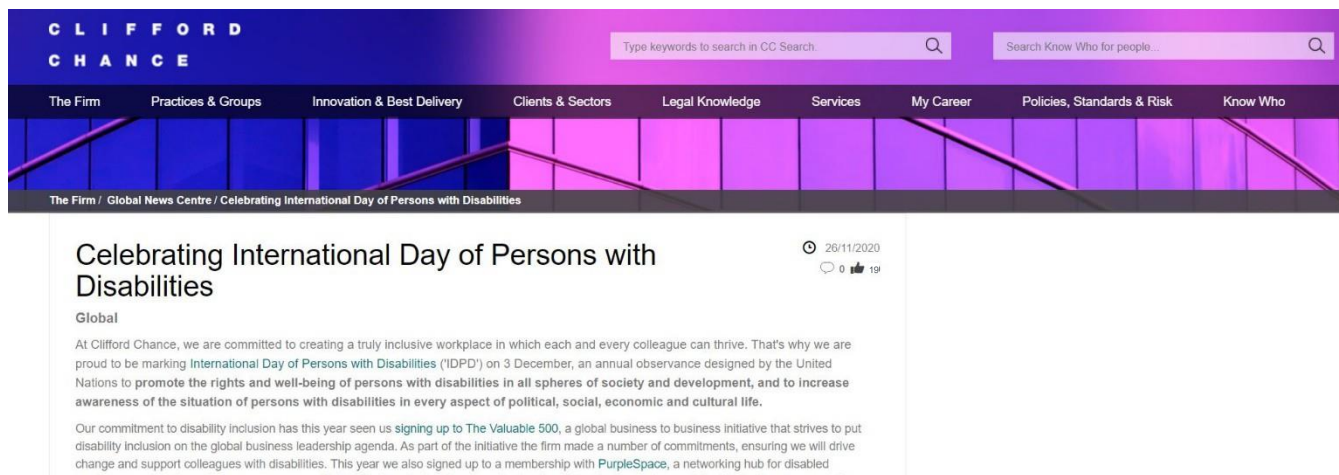 CLIFFORD
CHANCE
Type keywords to search in CC Search.
Search Know Who for people...
The Firm Practices & Groups Innovation & Best Delivery Clients & Sectors Legal Knowledge Services My Career Policies, Standards & Risk Know Who
The Firm / Global News Centre / Celebrating International Day of Persons with Disabilities
Celebrating International Day of Persons with
Disabilities
26/11/2020
0
Global
At Clifford Chance, we are committed to creating a truly inclusive workplace in which each and every colleague can thrive. That's why we are
proud to be marking International Day of Persons with Disabilities ('IDPD') on 3 December, an annual observance designed by the United
Nations to promote the rights and well-being of persons with disabilities in all spheres of society and development, and to increase
awareness of the situation of persons with disabilities in every aspect of political, social, economic and cultural life.
Our commitment to disability inclusion has this year seen us signing up to The Valuable 500, a global business to business initiative that strives to put
disability inclusion on the global business leadership agenda. As part of the initiative the firm made a number of commitments, ensuring we will drive
change and support colleagues with disabilities. This year we also signed up to a membership with PurpleSpace, a networking hub for disabled